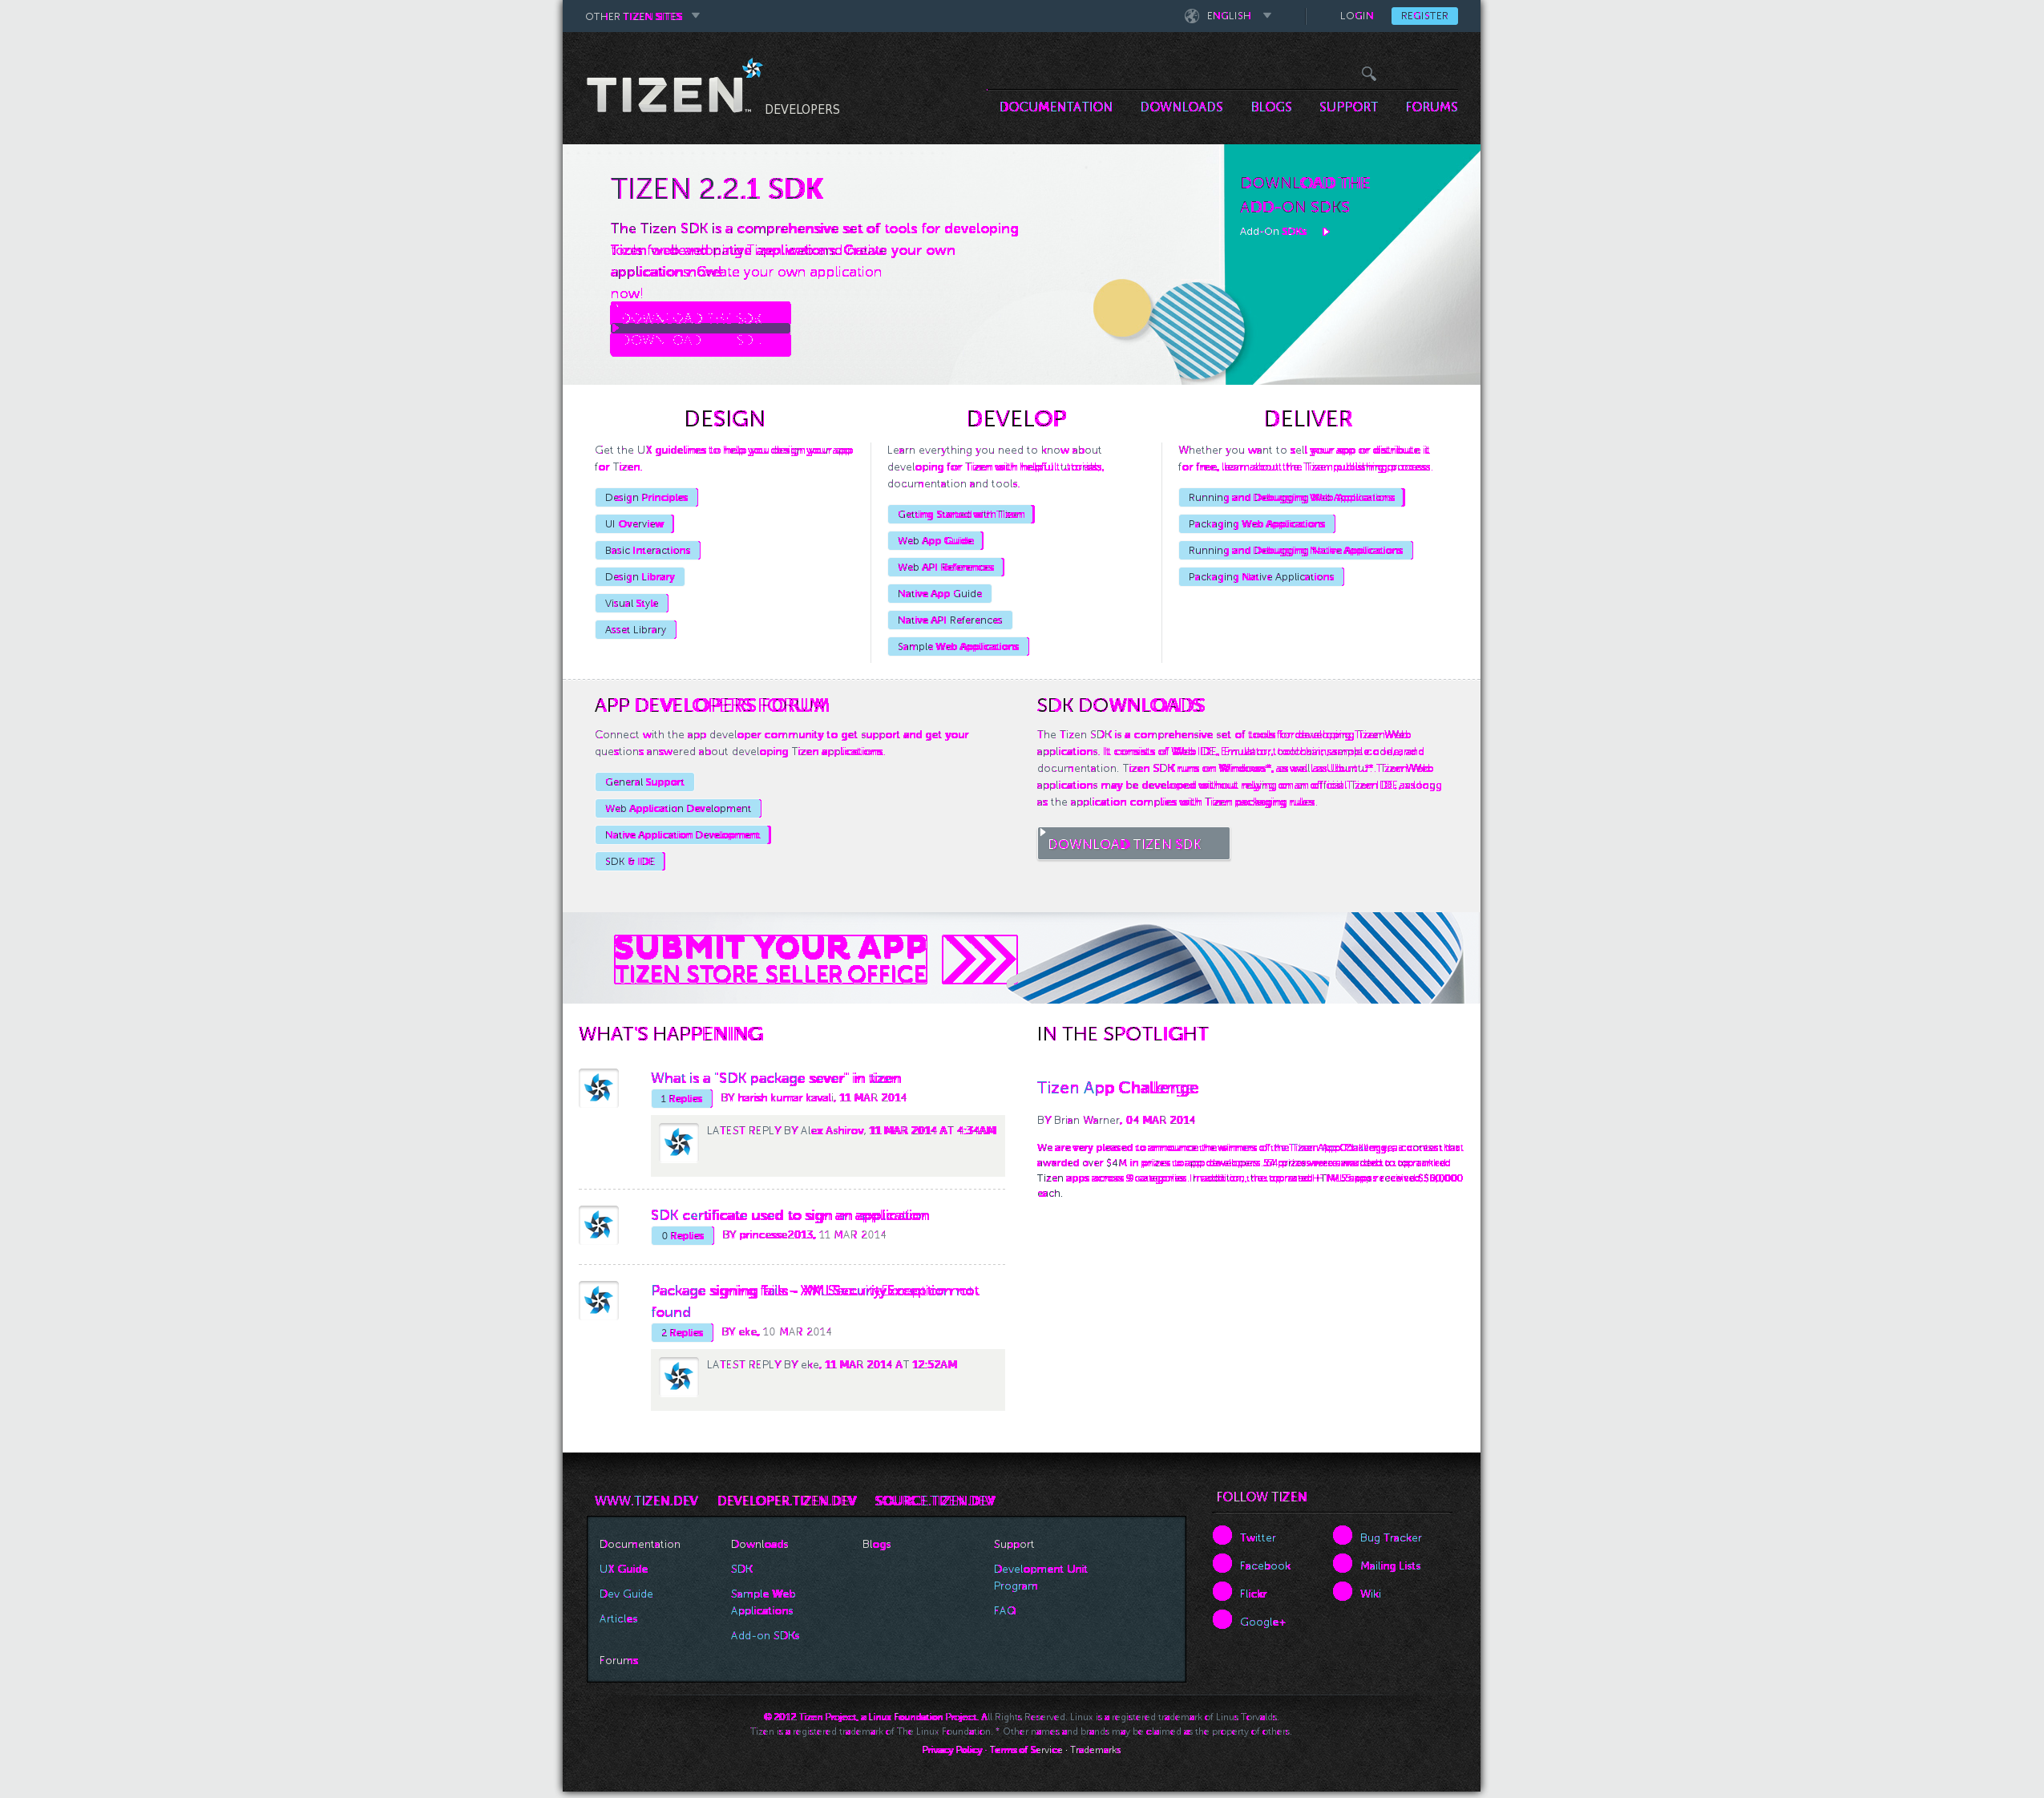 OTHER TIZEN SITES
ENGLISH
LOGIN
REGISTER
TIZEN™
DEVELOPERS
DOCUMENTATION
DOWNLOADS
BLOGS
SUPPORT
FORUMS
TIZEN 2.2.1 SDK
The Tizen SDK is a comprehensive set of tools for developing
Create your own
applications now! Create your own application
now!
DOWNLOAD THE SDK
DOWNLOAD THE
ADD-ON SDKS
Add-On SDKs
DESIGN
Get the UX guidelines to help you design your app
for Tizen.
Design Principles
UI Overview
Basic Interactions
Design Library
Visual Style
Asset Library
DEVELOP
Learn everything you need to know about
developing for Tizen with helpful tutorials,
documentation and tools.
Getting Started with Tizen
Web App Guide
Web API References
Native App Guide
Native API References
Sample Web Applications
DELIVER
Whether you want to sell your app or distribute it
for free, learn about the Tizen publishing process.
Running and Debugging Web Applications
Packaging Web Applications
Running and Debugging Native Applications
Packaging Native Applications
APP DEVELOPERS FORUM
Connect with the app developer community to get support and get your
questions answered about developing Tizen applications.
General Support
Web Application Development
Native Application Development
SDK & IDE
SDK DOWNLOADS
The Tizen SDK is a comprehensive set of tools for developing Tizen Web
applications. It consists of Web IDE, Emulator, toolchain, sample code, and
documentation. Tizen SDK runs on Windows*, as well as Ubuntu*. Tizen Web
applications may be developed without relying on an official Tizen IDE, as long
as the application complies with Tizen packaging rules.
DOWNLOAD TIZEN SDK
SUBMIT YOUR APP
TIZEN STORE SELLER OFFICE
WHAT'S HAPPENING
What is a "SDK package sever" in tizen
1 Replies
BY harish kumar kavali, 11 MAR 2014
LATEST REPLY BY Alex Ashirov, 11 MAR 2014 AT 4:34AM
SDK certificate used to sign an application
0 Replies
BY princesse2013, 11 MAR 2014
Package signing fails - XMLSecurityException not
found
2 Replies
BY eke, 10 MAR 2014
LATEST REPLY BY eke, 11 MAR 2014 AT 12:52AM
IN THE SPOTLIGHT
Tizen App Challenge
BY Brian Warner, 04 MAR 2014
We are very pleased to announce the winners of the Tizen App Challenge, a contest that
awarded over $4M in prizes to app developers. 54 prizes were awarded to top ranked
Tizen apps across 9 categories. In addition, the top rated HTML5 apps received $50,000
each.
WWW.TIZEN.DEV
DEVELOPER.TIZEN.DEV
SOURCE.TIZEN.DEV
Documentation
UX Guide
Dev Guide
Articles
Forums
Downloads
SDK
Sample Web
Applications
Add-on SDKs
Blogs
Support
Development Unit
Program
FAQ
FOLLOW TIZEN
Twitter
Facebook
Flickr
Google+
Bug Tracker
Mailing Lists
Wiki
© 2012 Tizen Project, a Linux Foundation Project. All Rights Reserved. Linux is a registered trademark of Linus Torvalds.
Tizen is a registered trademark of The Linux Foundation. * Other names and brands may be claimed as the property of others.
Privacy Policy · Terms of Service · Trademarks